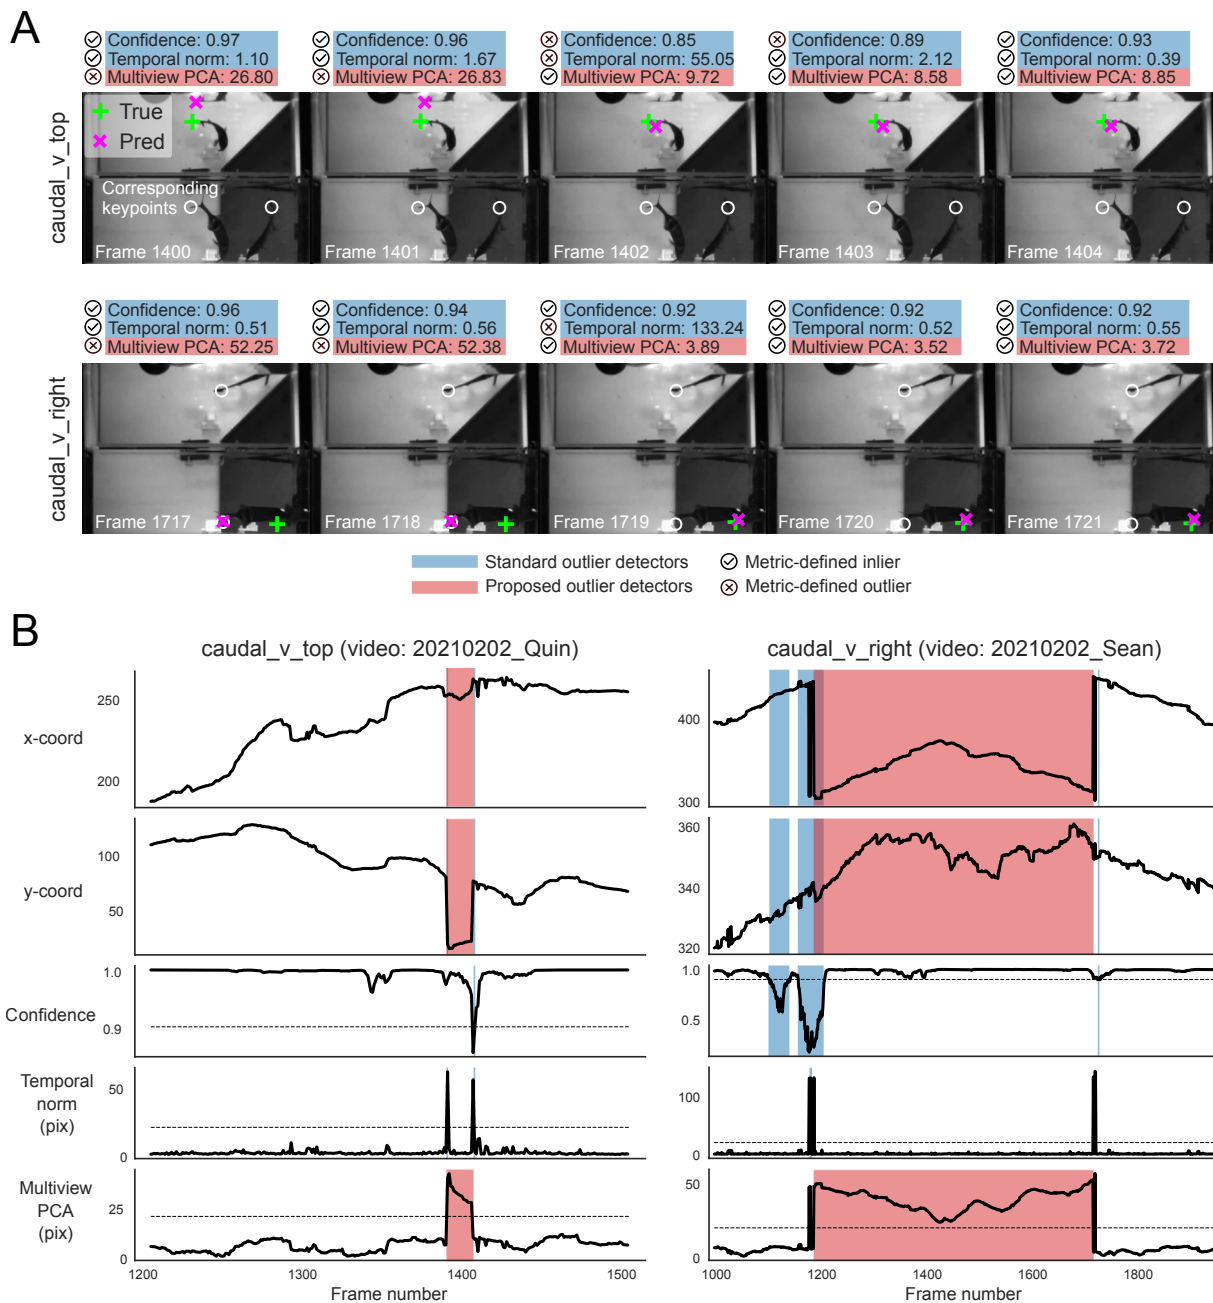 A
Confidence: 0.97
Temporal norm: 1.10
Multiview PCA: 26.80
Confidence: 0.96
Temporal norm: 1.67
Multiview PCA: 26.83
Confidence: 0.85
Temporal norm: 55.05
Multiview PCA: 9.72
Confidence: 0.89
Temporal norm: 2.12
Multiview PCA: 8.58
Confidence: 0.93
Temporal norm: 0.39
Multiview PCA: 8.85
caudal_v_top
True
Pred
Corresponding
keypoints
Frame 1400
Frame 1401
Frame 1402
Frame 1403
Frame 1404
Confidence: 0.96
Temporal norm: 0.51
Multiview PCA: 52.25
Confidence: 0.94
Temporal norm: 0.56
Multiview PCA: 52.38
Confidence: 0.92
Temporal norm: 133.24
Multiview PCA: 3.89
Confidence: 0.92
Temporal norm: 0.52
Multiview PCA: 3.52
Confidence: 0.92
Temporal norm: 0.55
Multiview PCA: 3.72
caudal_v_right
Frame 1717
Frame 1718
Frame 1719
Frame 1720
Frame 1721
Standard outlier detectors
Metric-defined inlier
Proposed outlier detectors
Metric-defined outlier
B
caudal_v_top (video: 20210202_Quin)
caudal_v_right (video: 20210202_Sean)
x-coord
250
200
400
300
y-coord
100
50
360
340
320
Confidence
1.0
0.9
1.0
0.5
Temporal
norm
(pix)
50
0
100
0
Multiview
PCA
(pix)
25
0
50
0
1200 1300 1400 1500
1000 1200 1400 1600 1800
Frame number
Frame number